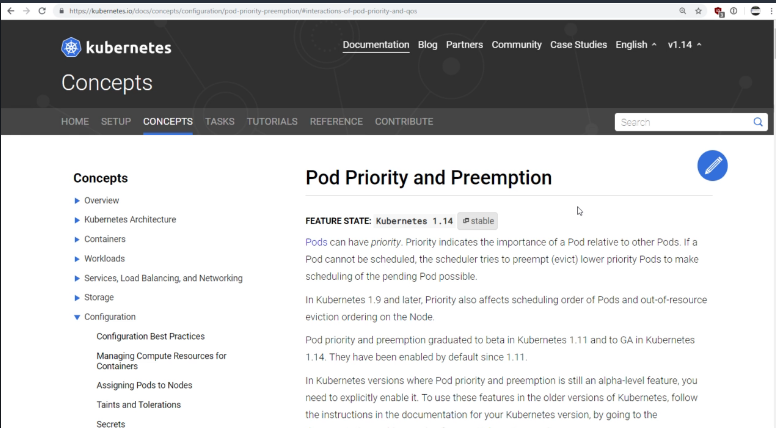 https://kubernetes.io/docs/concepts/configuration/pod-priority-preemption/#interactions-of-pod-priority-and-qos
kubernetes
Documentation Blog Partners Community Case Studies English v1.14
Concepts
HOME SETUP CONCEPTS TASKS TUTORIALS REFERENCE CONTRIBUTE
Search
Concepts
Overview
Kubernetes Architecture
Containers
Workloads
Services, Load Balancing, and Networking
Storage
Configuration
Configuration Best Practices
Managing Compute Resources for
Containers
Assigning Pods to Nodes
Taints and Tolerations
Secrets
Pod Priority and Preemption
FEATURE STATE: Kubernetes 1.14 stable
Pods can have priority. Priority indicates the importance of a Pod relative to other Pods. If a
Pod cannot be scheduled, the scheduler tries to preempt (evict) lower priority Pods to make
scheduling of the pending Pod possible.
In Kubernetes 1.9 and later, Priority also affects scheduling order of Pods and out-of-resource
eviction ordering on the Node.
Pod priority and preemption graduated to beta in Kubernetes 1.11 and to GA in Kubernetes
1.14. They have been enabled by default since 1.11.
In Kubernetes versions where Pod priority and preemption is still an alpha-level feature, you
need to explicitly enable it. To use these features in the older versions of Kubernetes, follow
the instructions in the documentation for your Kubernetes version, by going to the